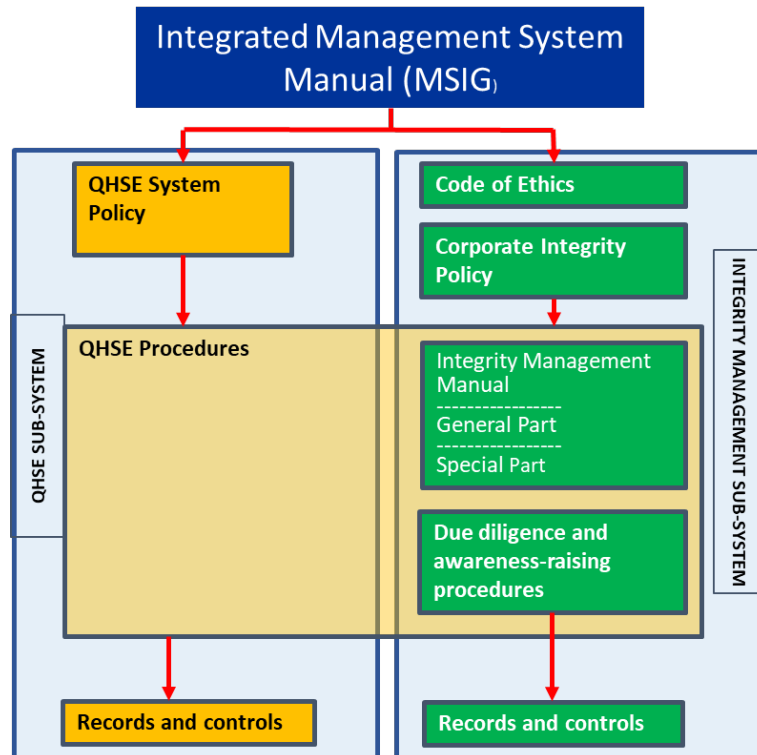 Integrated Management System
Manual (MSIG)
QHSE System
Policy
Code of Ethics
Corporate Integrity
Policy
QHSE SUB-SYSTEM
INTEGRITY MANAGEMENT SUB-SYSTEM
QHSE Procedures
Integrity Management
Manual
-----------------
General Part
-----------------
Special Part
Due diligence and
awareness-raising
procedures
Records and controls
Records and controls